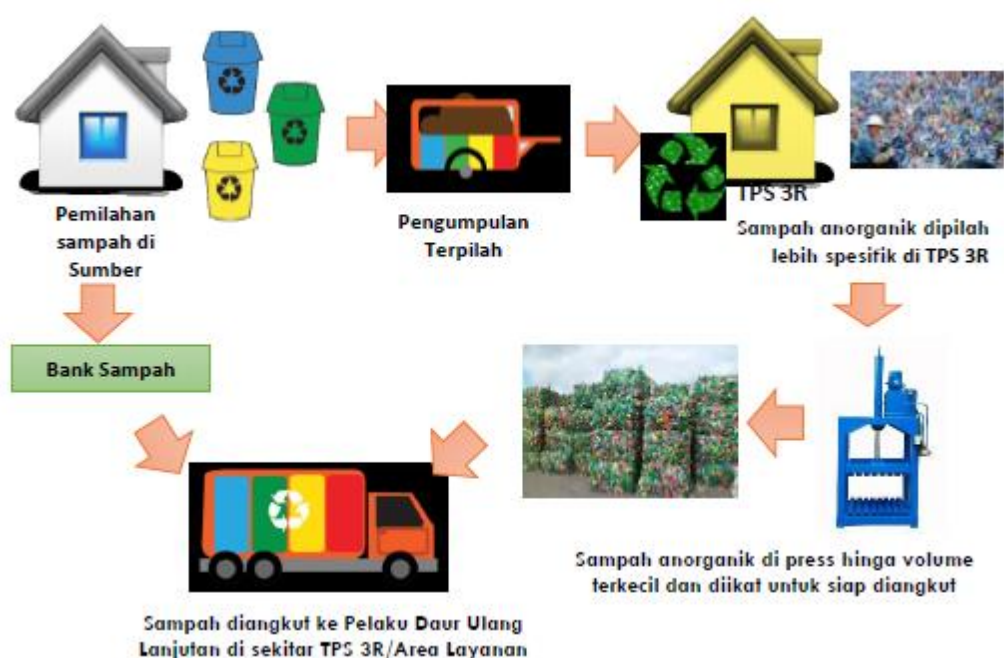 Pemilahan
sampah di
Sumber
Pengumpulan
Terpilah
TPS 3R
Sampah anorganik dipilah
lebih spesifik di TPS 3R
Bank Sampah
Sampah anorganik di press hinga volume
terkecil dan diikat untuk siap diangkut
Sampah diangkut ke Pelaku Daur Ulang
Lanjutan di sekitar TPS 3R/Area Layanan